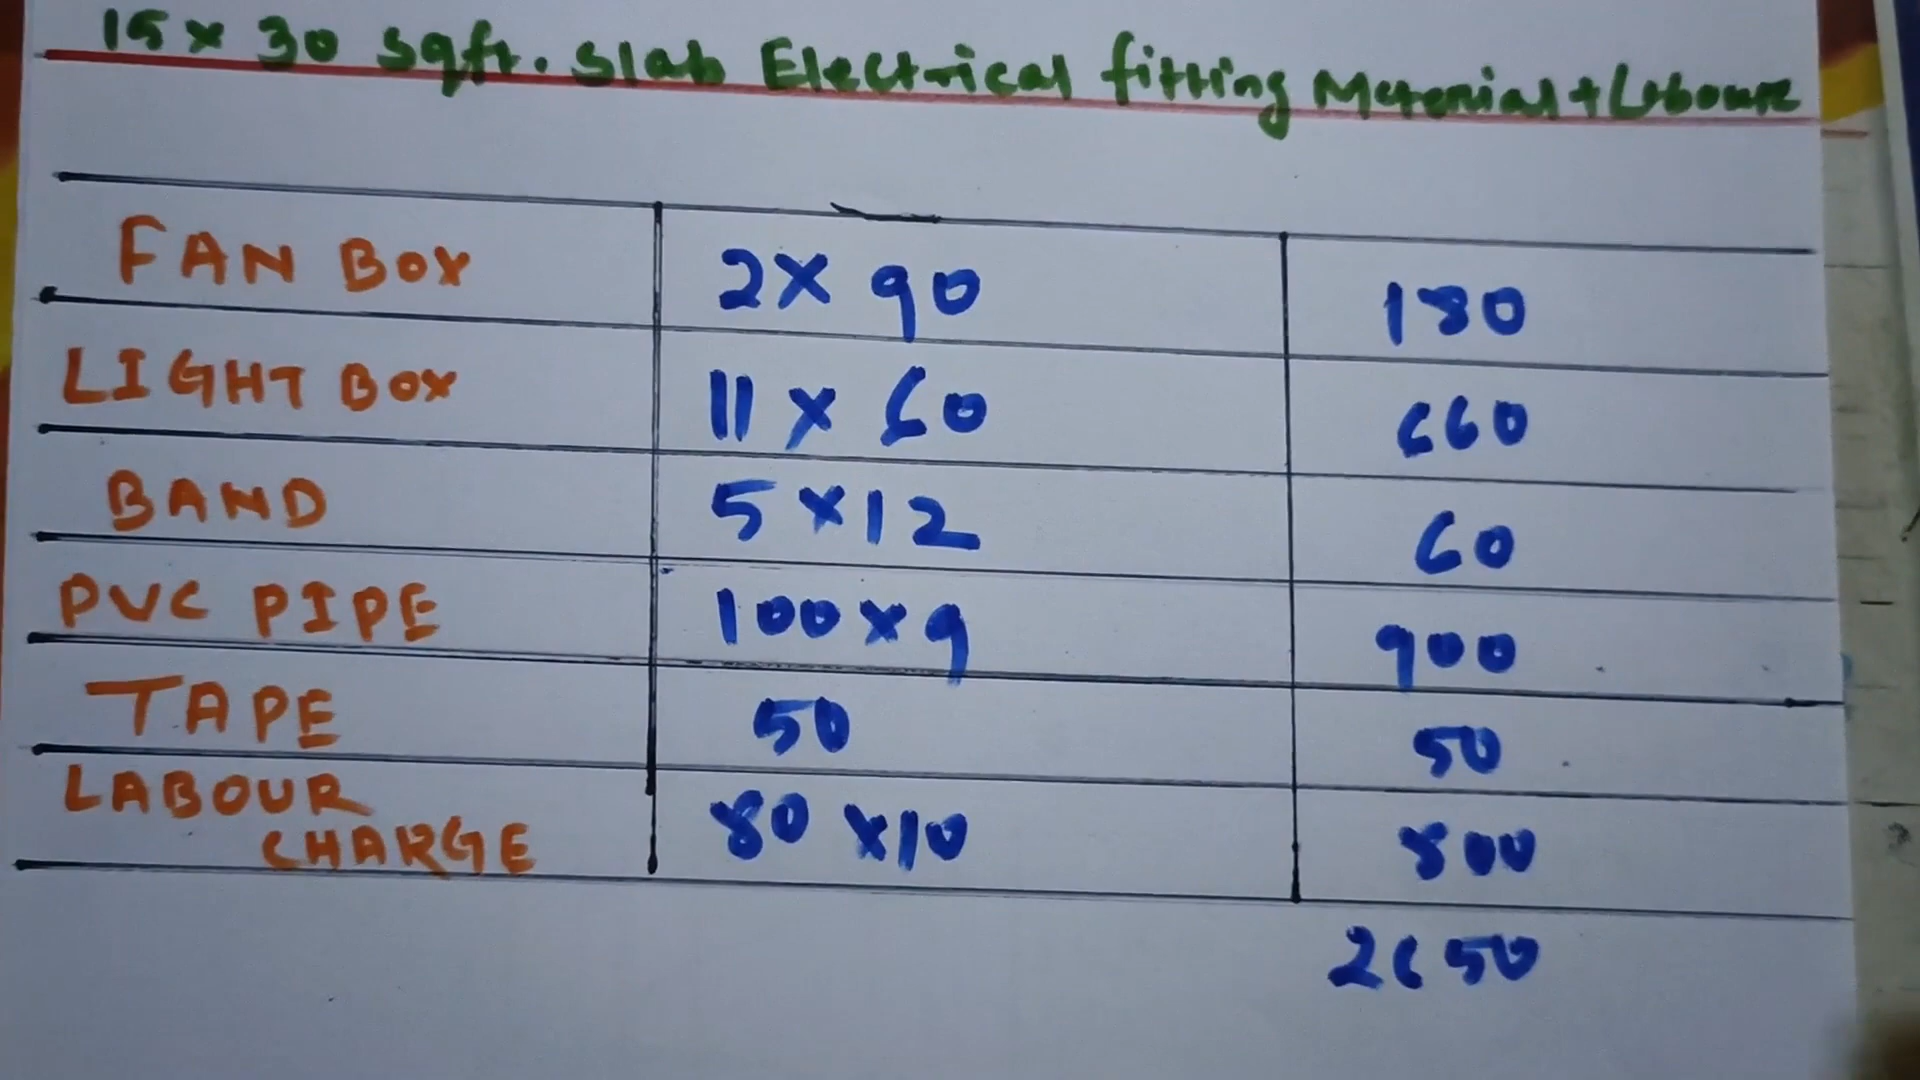 15 x 30 Sqft. Slab Electrical fitting Material + Labour
FAN BOX 2 x 90 180
LIGHT BOX 11 x 60 660
BAND 5 x 12 60
PVC PIPE 100 x 9 900
TAPE 50 50
LABOUR
CHARGE 80 x 10 800
2650